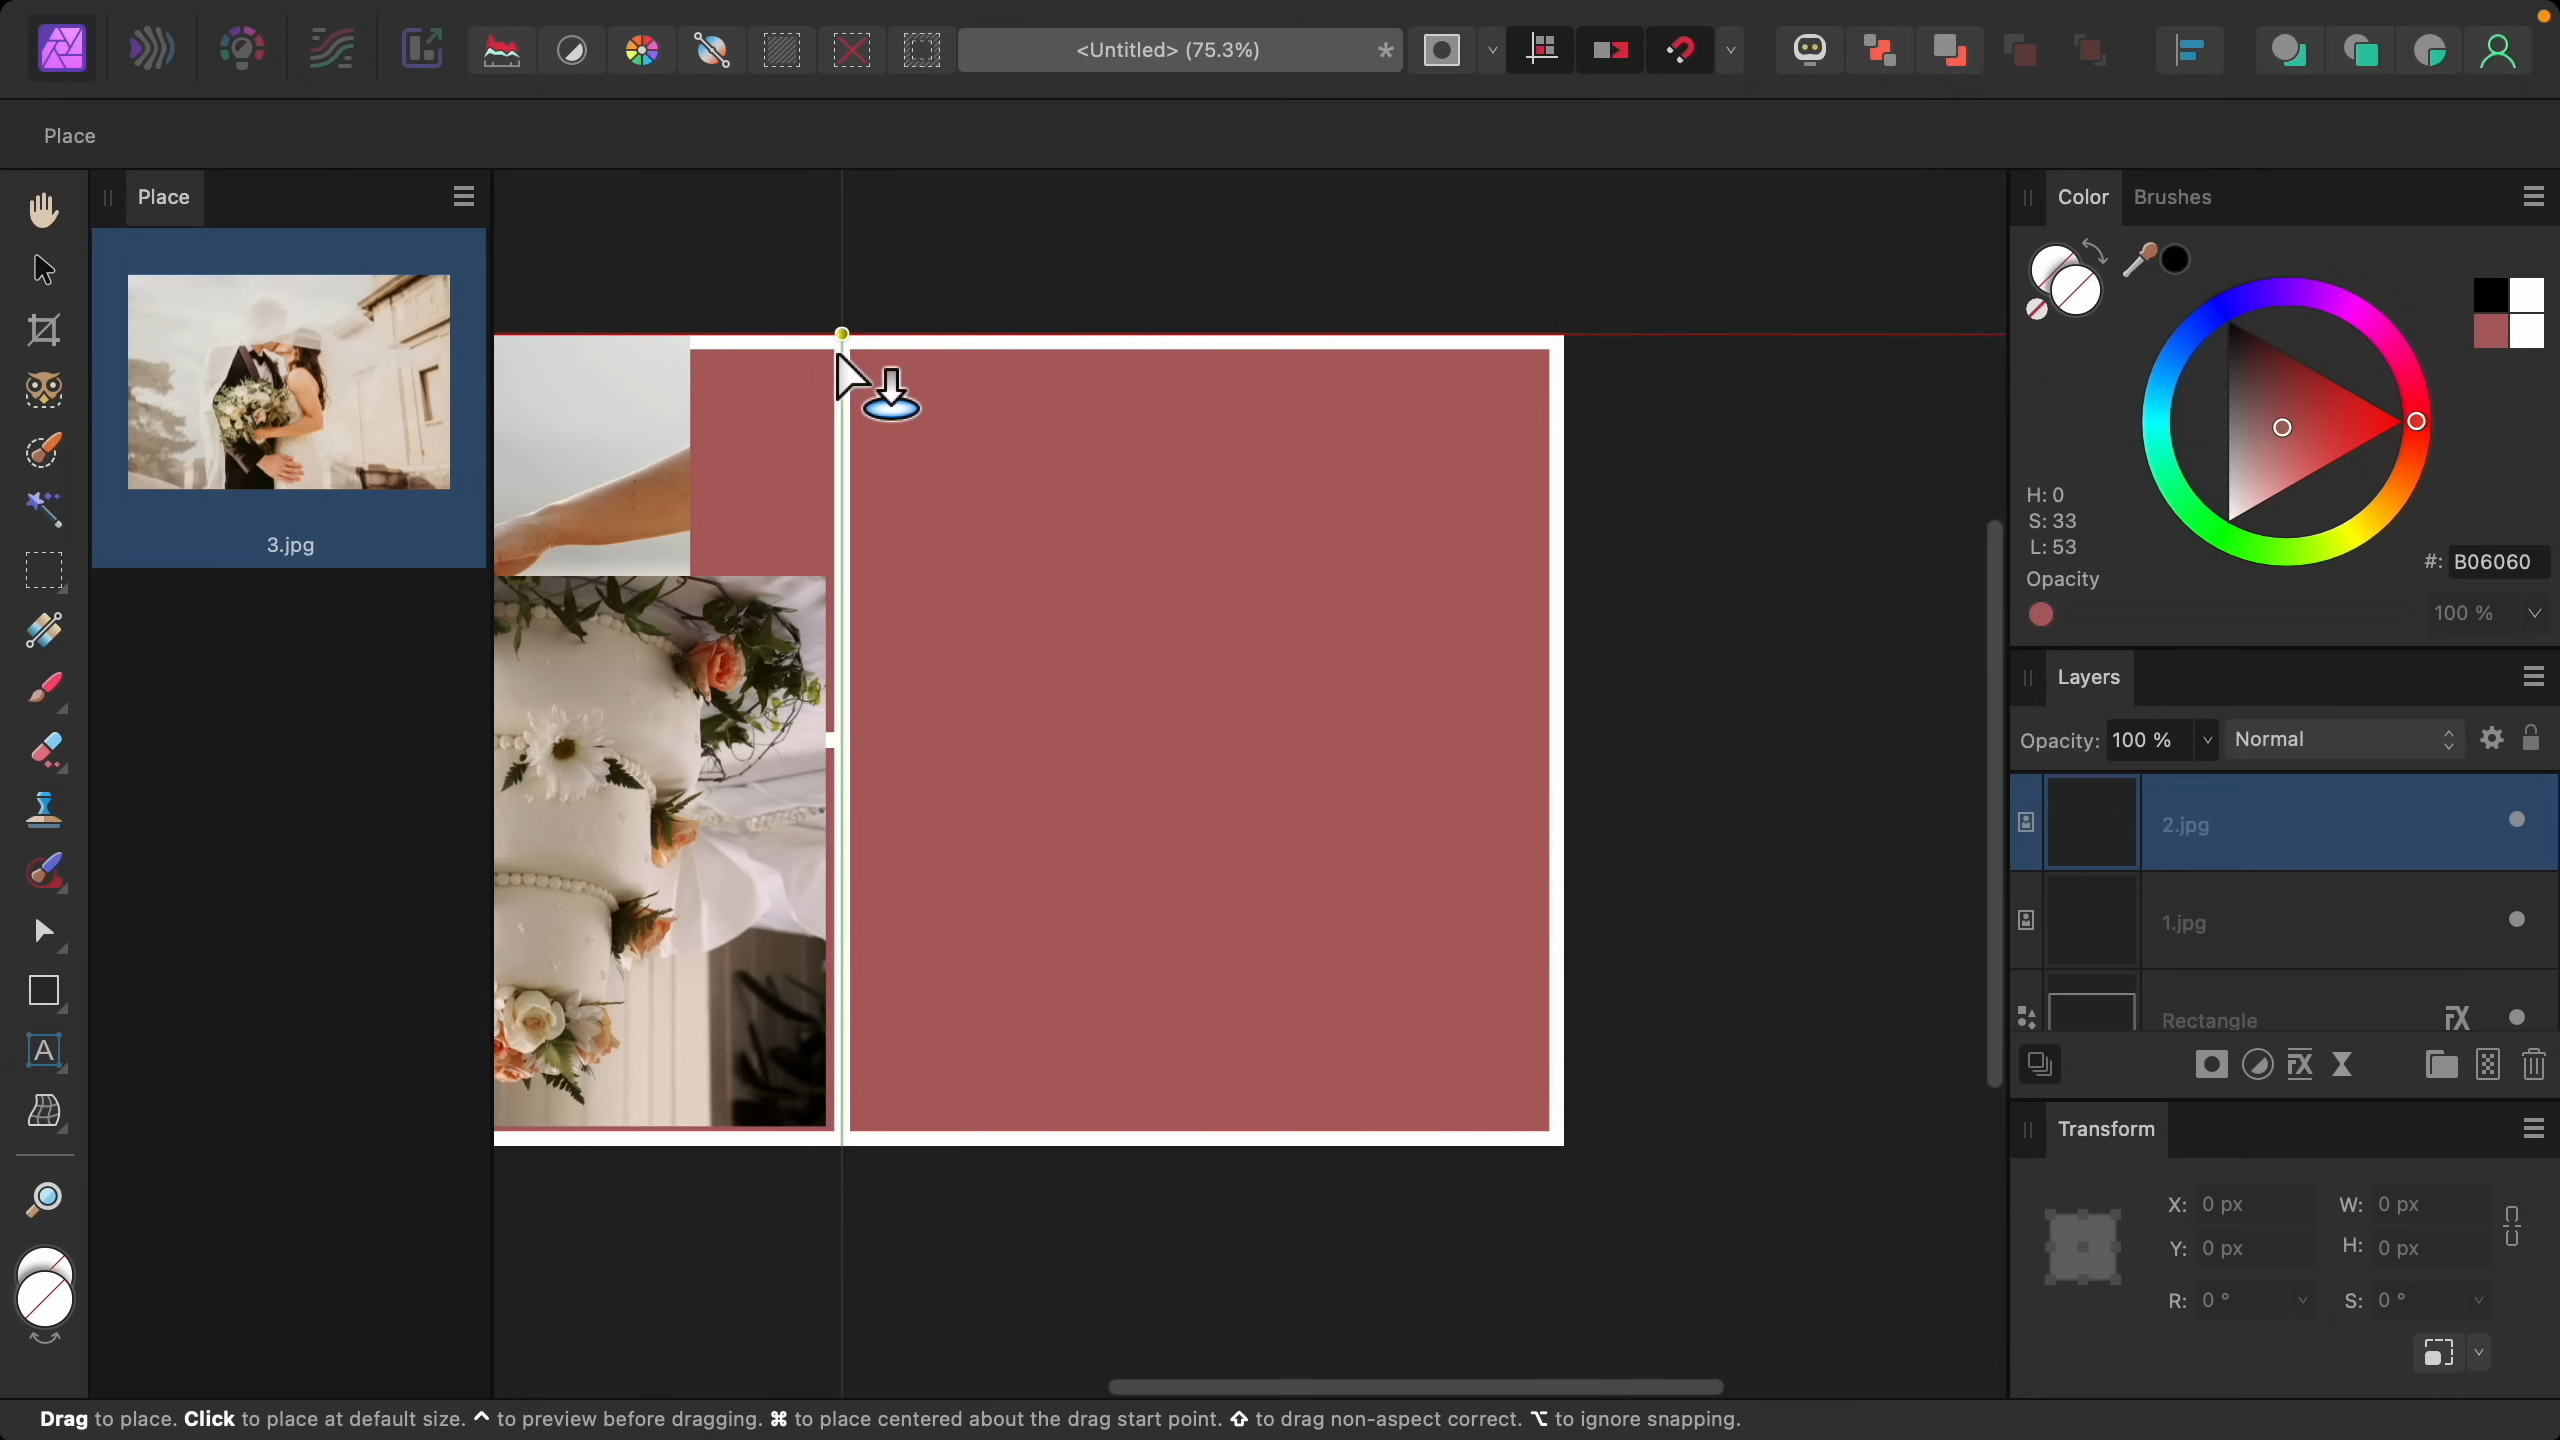 <Untitled> (75.3%)
*
Place
Place
3.jpg
Color
Brushes
H: 0
S: 33
L: 53
#: B06060
Opacity
100 %
Layers
Opacity: 100 %
Normal
2.jpg
1.jpg
Rectangle
FX
FX
A
Transform
X: 0 px
W: 0 px
Y: 0 px
H: 0 px
R: 0 °
S: 0 °
Drag to place. Click to place at default size. ⌃ to preview before dragging. ⌘ to place centered about the drag start point. ⇧ to drag non-aspect correct. ⌥ to ignore snapping.